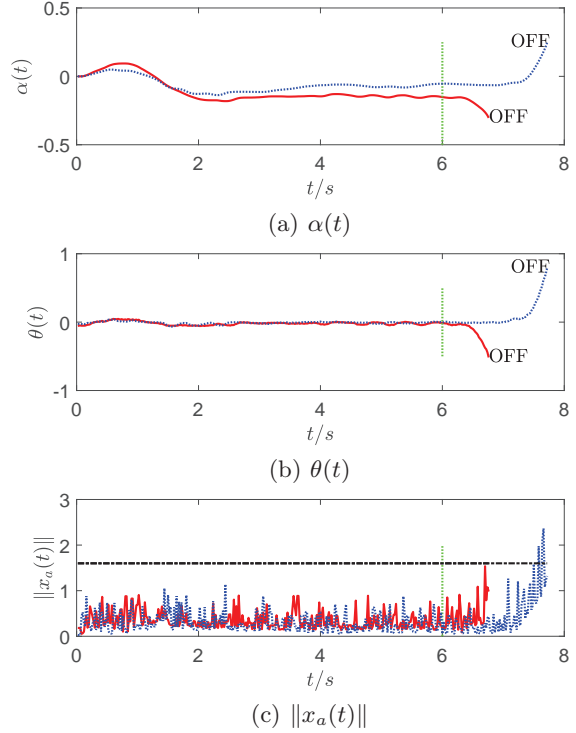 0.5
OFF
α(t)
0
OFF
-0.5
0 2 4 6 8
t/s
(a) α(t)
1
OFF
θ(t)
0
OFF
-1
0 2 4 6 8
t/s
(b) θ(t)
3
2
‖x_a(t)‖
1
0
0 2 4 6 8
t/s
(c) ‖x_a(t)‖